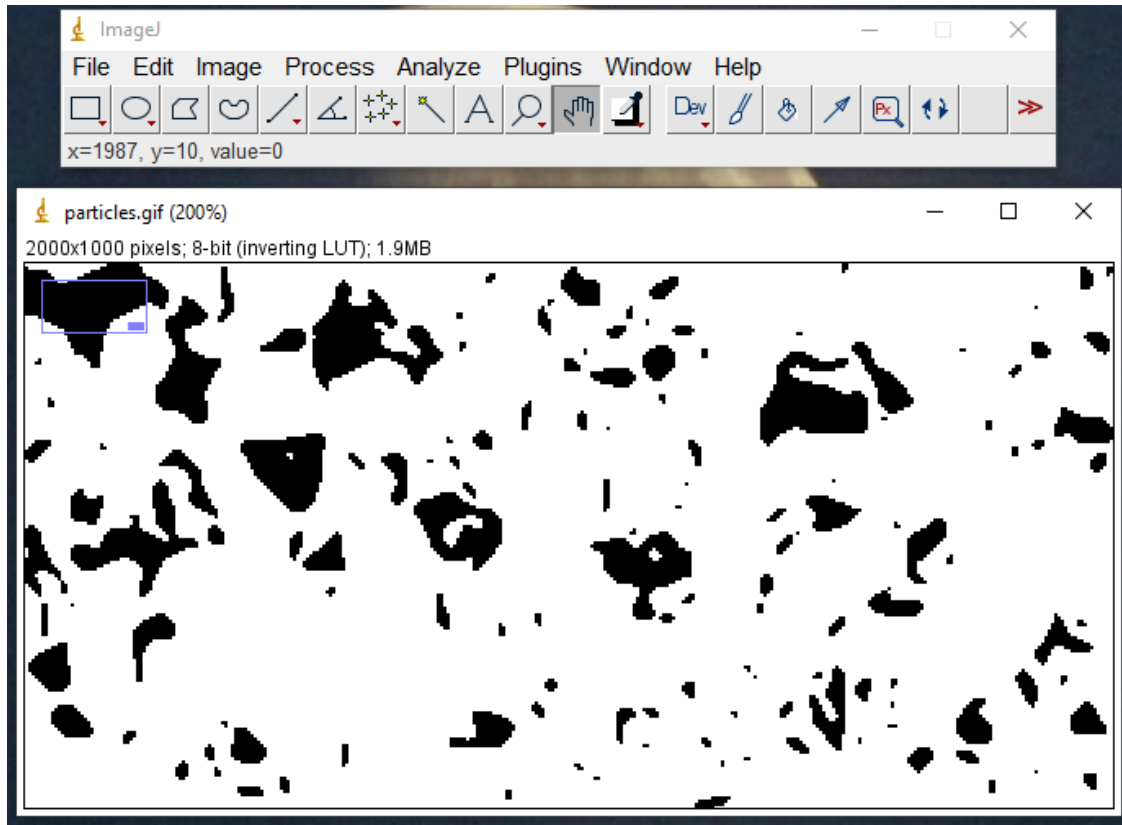 ImageJ
File Edit Image Process Analyze Plugins Window Help
A Dev Px >>
x=1987, y=10, value=0
particles.gif (200%)
2000x1000 pixels; 8-bit (inverting LUT); 1.9MB